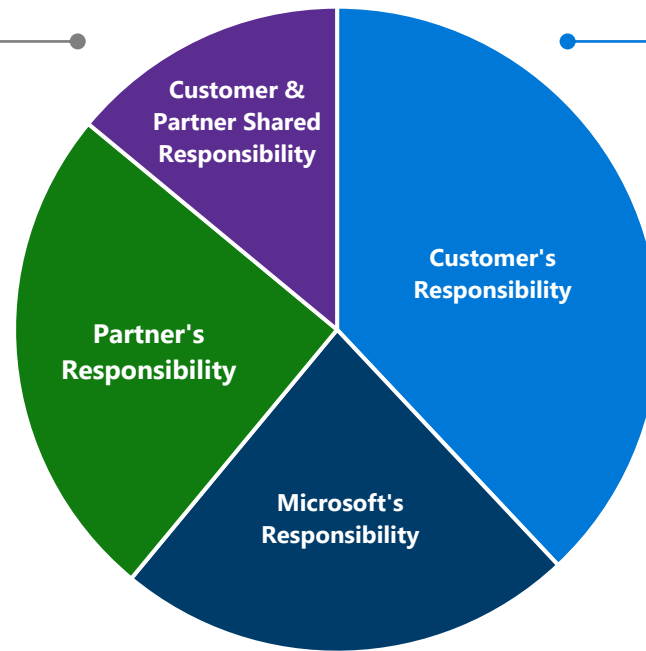 Customer &
Partner Shared
Responsibility
Customer's
Responsibility
Partner's
Responsibility
Microsoft's
Responsibility